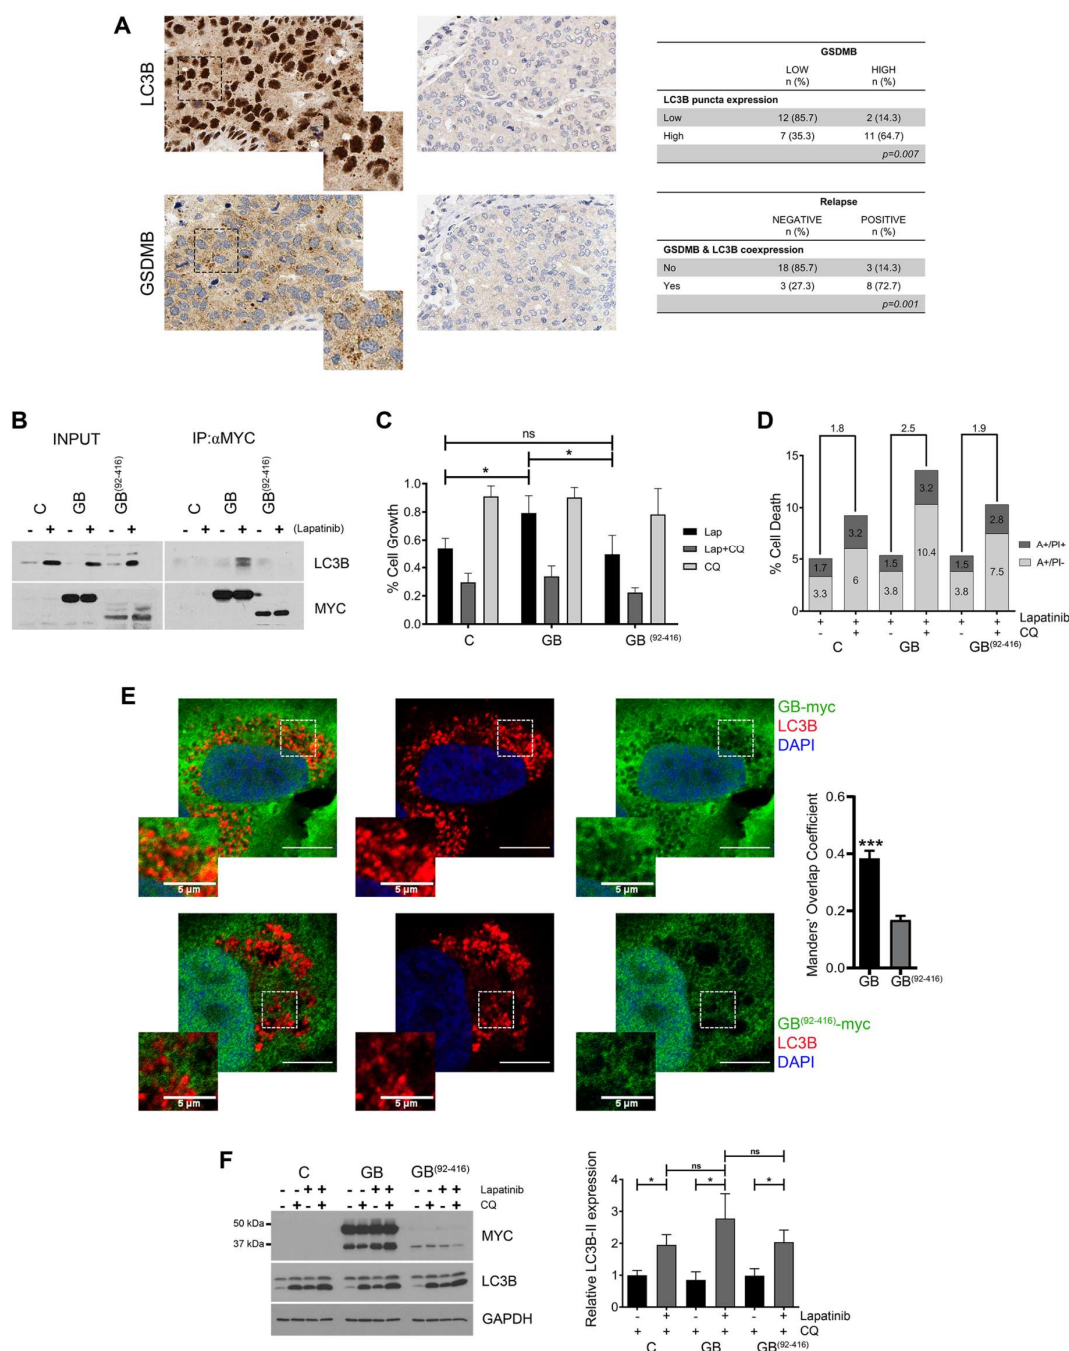 A
LC3B
GSDMB
GSDMB
LOW HIGH
n (%) n (%)
LC3B puncta expression
Low 12 (85.7) 2 (14.3)
High 7 (35.3) 11 (64.7)
p=0.007
Relapse
NEGATIVE POSITIVE
n (%) n (%)
GSDMB & LC3B coexpression
No 18 (85.7) 3 (14.3)
Yes 3 (27.3) 8 (72.7)
p=0.001
B
INPUT IP:αMYC
C GB GB(92-416) C GB GB(92-416)
- + - + - + - + - + - + (Lapatinib)
LC3B
MYC
C
ns
* *
% Cell Growth
1.0
0.8
0.6
0.4
0.2
0.0
Lap
Lap+CQ
CQ
C GB GB (92-416)
D
1.8 2.5 1.9
% Cell Death
15
10
5
0
1.7 3.2 1.5 3.2 1.5 2.8
3.3 6 3.8 10.4 3.8 7.5
A+/PI+
A+/PI-
+ + + + + + Lapatinib
- + - + - + CQ
C GB GB(92-416)
E
GB-myc
LC3B
DAPI
5 µm 5 µm 5 µm
GB(92-416)-myc
LC3B
DAPI
5 µm 5 µm 5 µm
Manders' Overlap Coefficient
0.6
0.4
0.2
0.0
***
GB GB(92-416)
F
C GB GB(92-416)
- - + + - - + + - - + + Lapatinib
- + - + - + - + - + - + CQ
50 kDa
37 kDa
MYC
LC3B
GAPDH
Relative LC3B-II expression
4
3
2
1
0
ns ns
* * *
- + - + - + Lapatinib
+ + + + + + CQ
C GB GB(92-416)